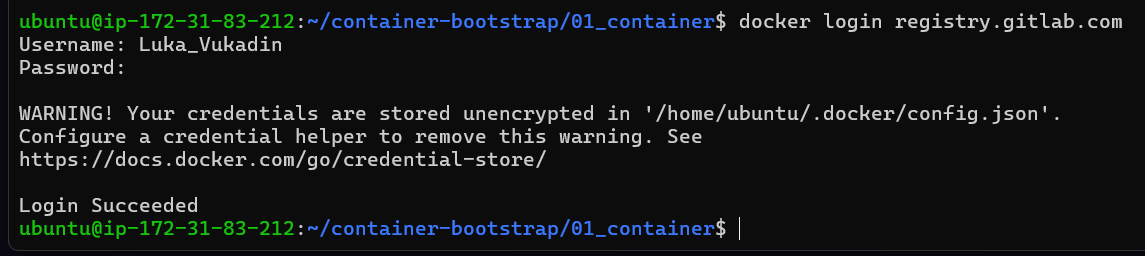 ubuntu@ip-172-31-83-212:~/container-bootstrap/01_container$ docker login registry.gitlab.com
Username: Luka_Vukadin
Password:
WARNING! Your credentials are stored unencrypted in '/home/ubuntu/.docker/config.json'.
Configure a credential helper to remove this warning. See
https://docs.docker.com/go/credential-store/
Login Succeeded
ubuntu@ip-172-31-83-212:~/container-bootstrap/01_container$